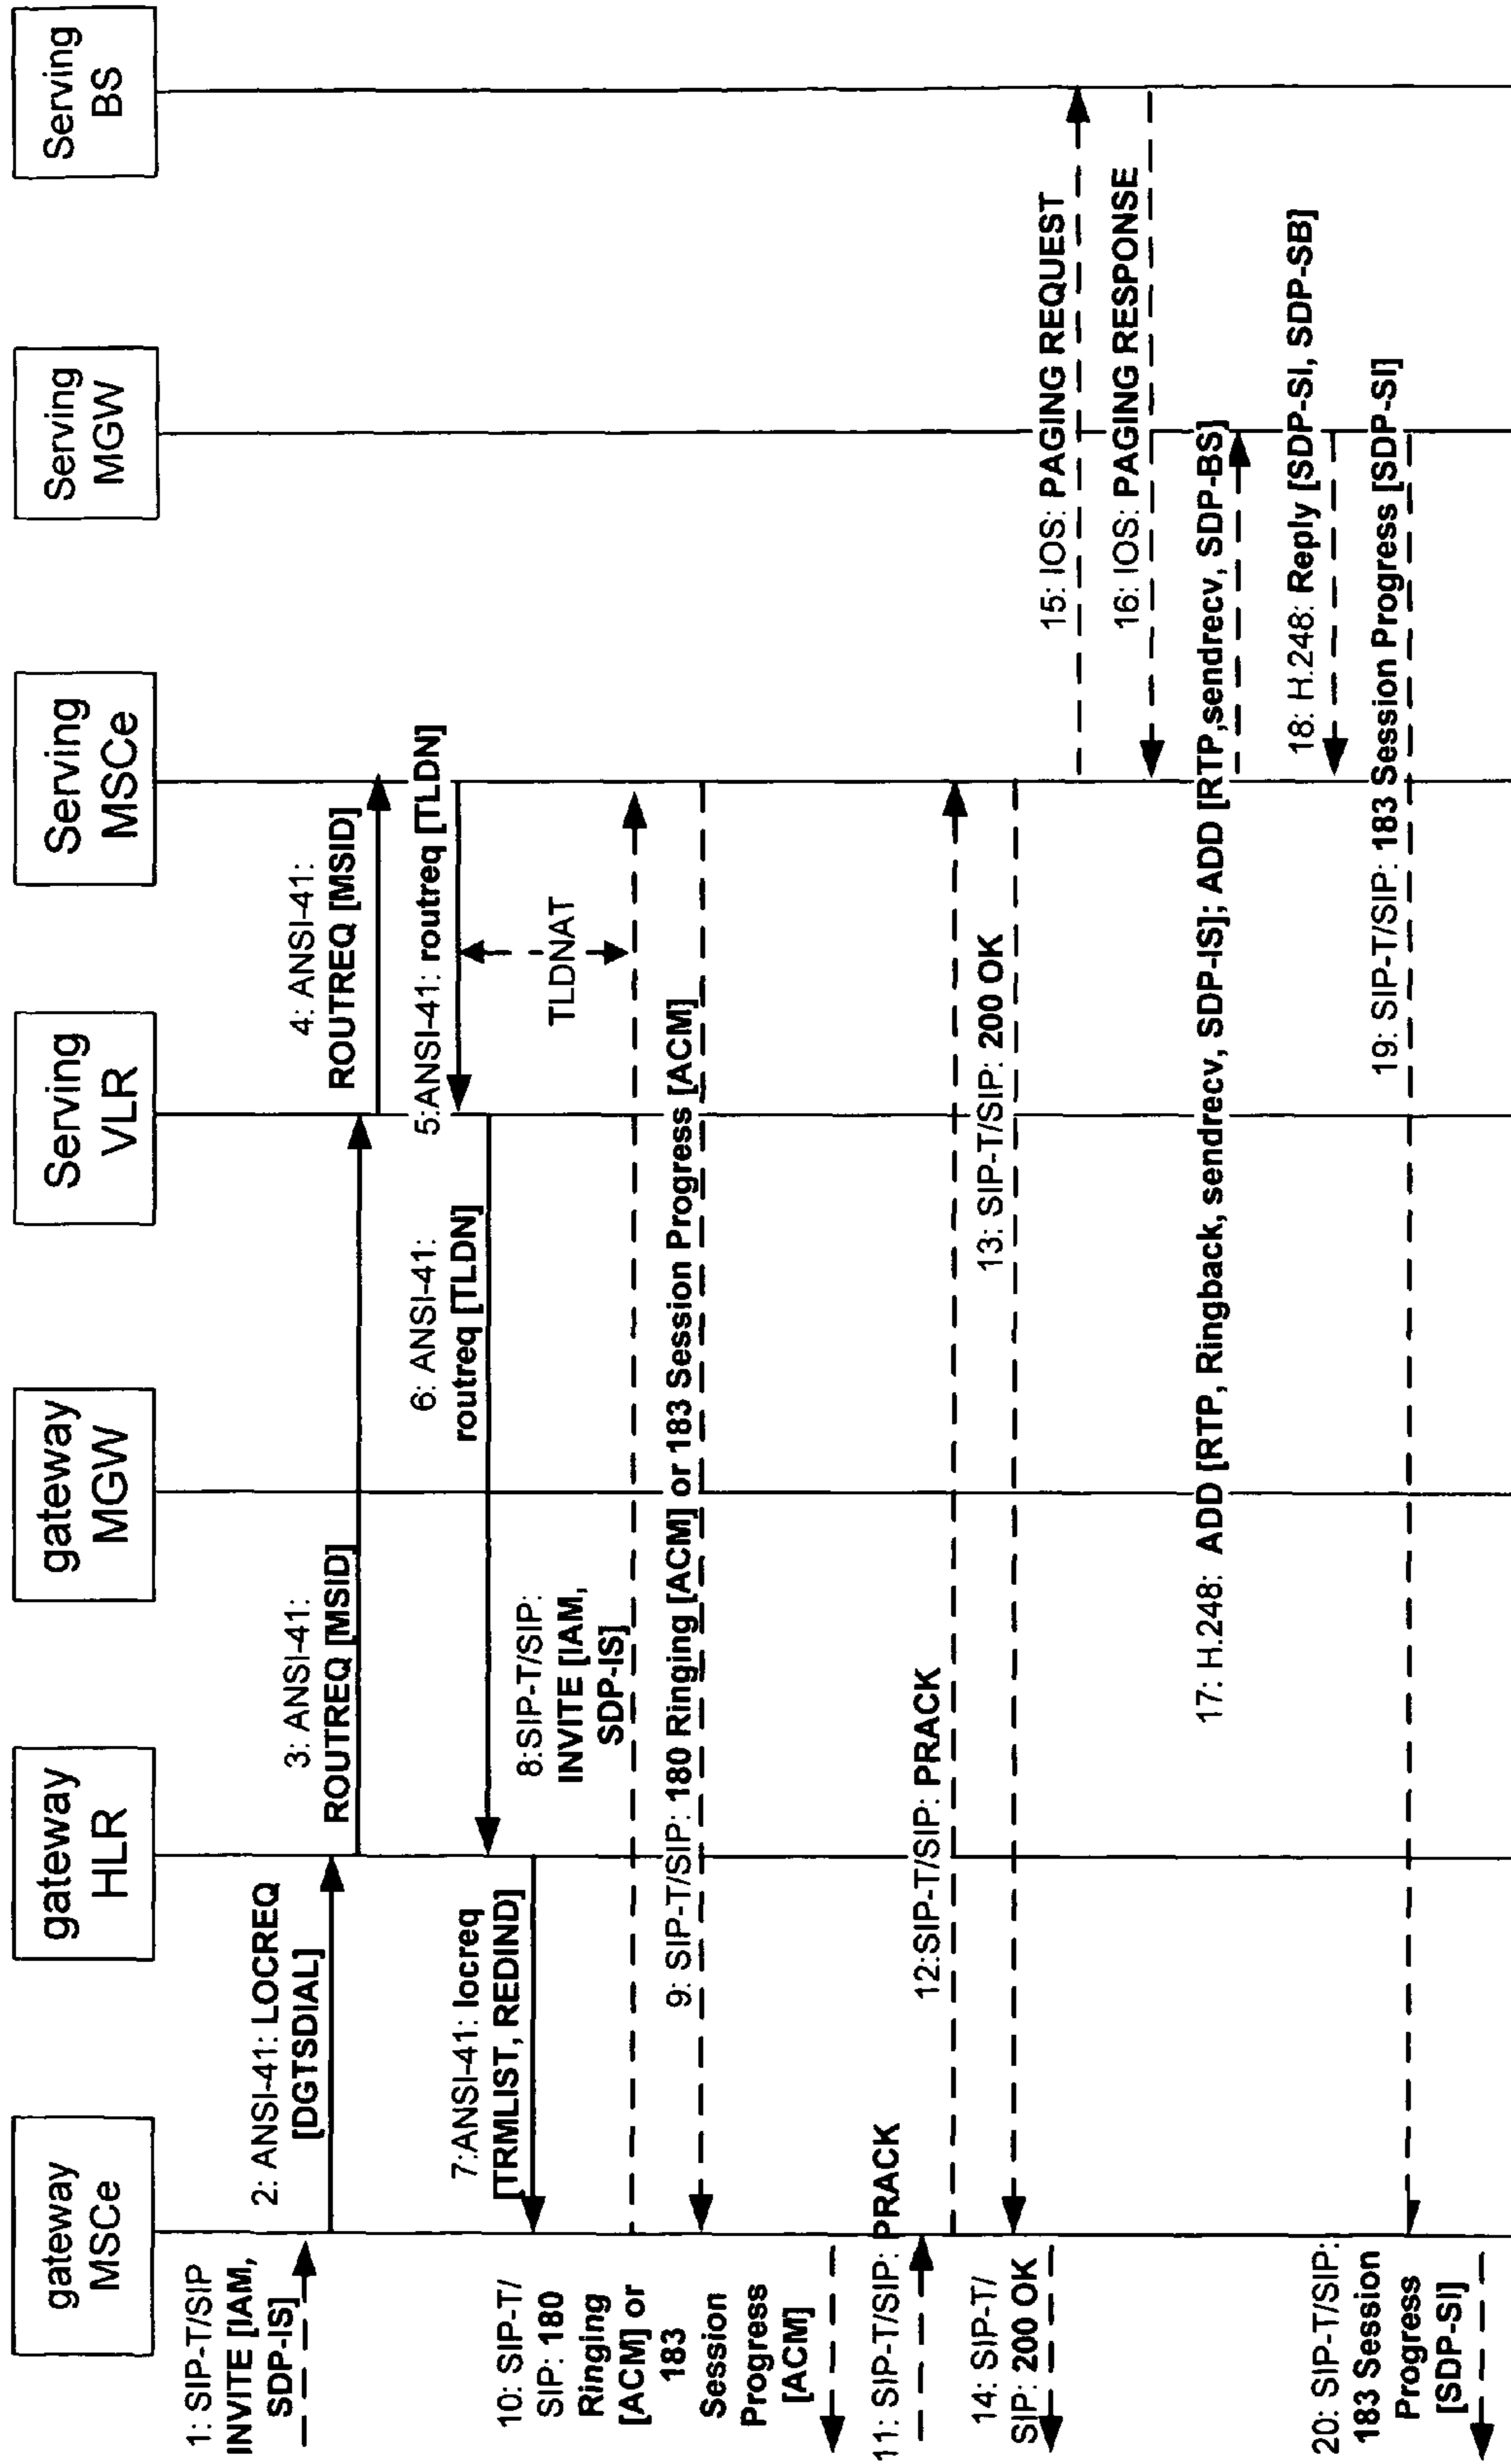 gateway
MSCe
gateway
HLR
gateway
MGW
Serving
VLR
Serving
MSCe
Serving
MGW
Serving
BS
1: SIP-T/SIP
INVITE [IAM,
SDP-IS]
2: ANSI-41: LOCREQ
[DGTSDIAL]
3: ANSI-41:
ROUTREQ [MSID]
4: ANSI-41:
ROUTREQ [MSID]
5:ANSI-41: routreq [TLDN]
6: ANSI-41:
routreq [TLDN]
7:ANSI-41: locreq
[TRMLIST, REDIND]
TLDNAT
8:SIP-T/SIP:
INVITE [IAM,
SDP-IS]
9: SIP-T/SIP: 180 Ringing [ACM] or 183 Session Progress [ACM]
10: SIP-T/
SIP: 180
Ringing
[ACM] or
183
Session
Progress
[ACM]
11: SIP-T/SIP: PRACK
12:SIP-T/SIP: PRACK
13: SIP-T/SIP: 200 OK
14: SIP-T/
SIP: 200 OK
15: IOS: PAGING REQUEST
16: IOS: PAGING RESPONSE
17: H.248: ADD [RTP, Ringback, sendrecv, SDP-IS]; ADD [RTP,sendrecv, SDP-BS]
18: H.248: Reply [SDP-SI, SDP-SB]
19: SIP-T/SIP: 183 Session Progress [SDP-SI]
20: SIP-T/SIP:
183 Session
Progress
[SDP-SI]